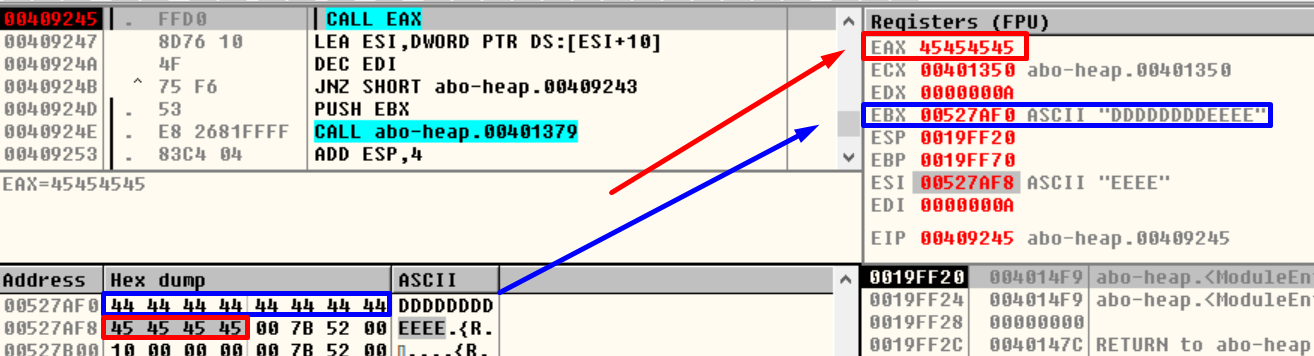 00409245 . FFD0 CALL EAX
00409247 8D76 10 LEA ESI,DWORD PTR DS:[ESI+10]
0040924A 4F DEC EDI
0040924B ^ 75 F6 JNZ SHORT abo-heap.00409243
0040924D . 53 PUSH EBX
0040924E . E8 2681FFFF CALL abo-heap.00401379
00409253 . 83C4 04 ADD ESP,4
EAX=45454545
Registers (FPU)
EAX 45454545
ECX 00401350 abo-heap.00401350
EDX 0000000A
EBX 00527AF0 ASCII "DDDDDDDDEEEE"
ESP 0019FF20
EBP 0019FF70
ESI 00527AF8 ASCII "EEEE"
EDI 0000000A
EIP 00409245 abo-heap.00409245
Address Hex dump ASCII
00527AF0 44 44 44 44 44 44 44 44 DDDDDDDD
00527AF8 45 45 45 45 00 7B 52 00 EEEE.{R.
00527B00 10 00 00 00 00 7B 52 00 ....{R.
0019FF20 004014F9 abo-heap.<ModuleEn
0019FF24 004014F9 abo-heap.<ModuleEn
0019FF28 00000000
0019FF2C 0040147C RETURN to abo-heap